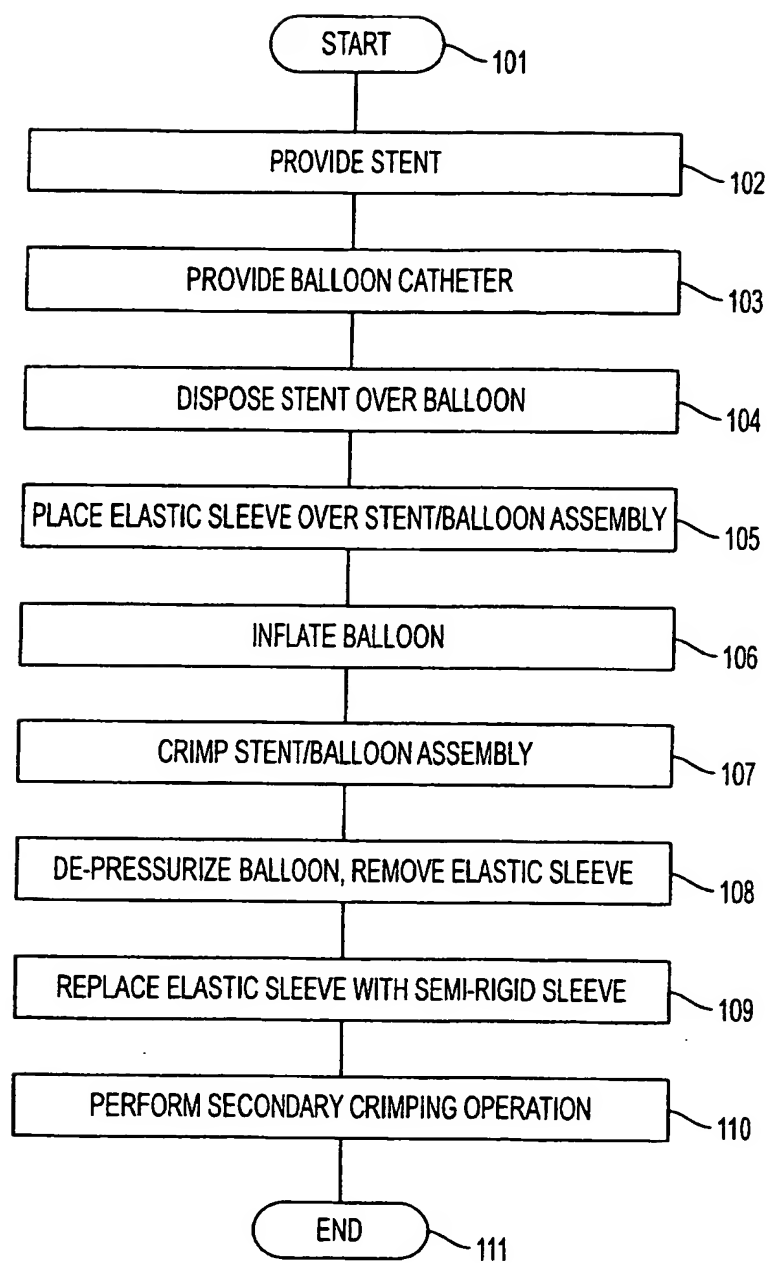 START
101
PROVIDE STENT
102
PROVIDE BALLOON CATHETER
103
DISPOSE STENT OVER BALLOON
104
PLACE ELASTIC SLEEVE OVER STENT/BALLOON ASSEMBLY
105
INFLATE BALLOON
106
CRIMP STENT/BALLOON ASSEMBLY
107
DE-PRESSURIZE BALLOON, REMOVE ELASTIC SLEEVE
108
REPLACE ELASTIC SLEEVE WITH SEMI-RIGID SLEEVE
109
PERFORM SECONDARY CRIMPING OPERATION
110
END
111